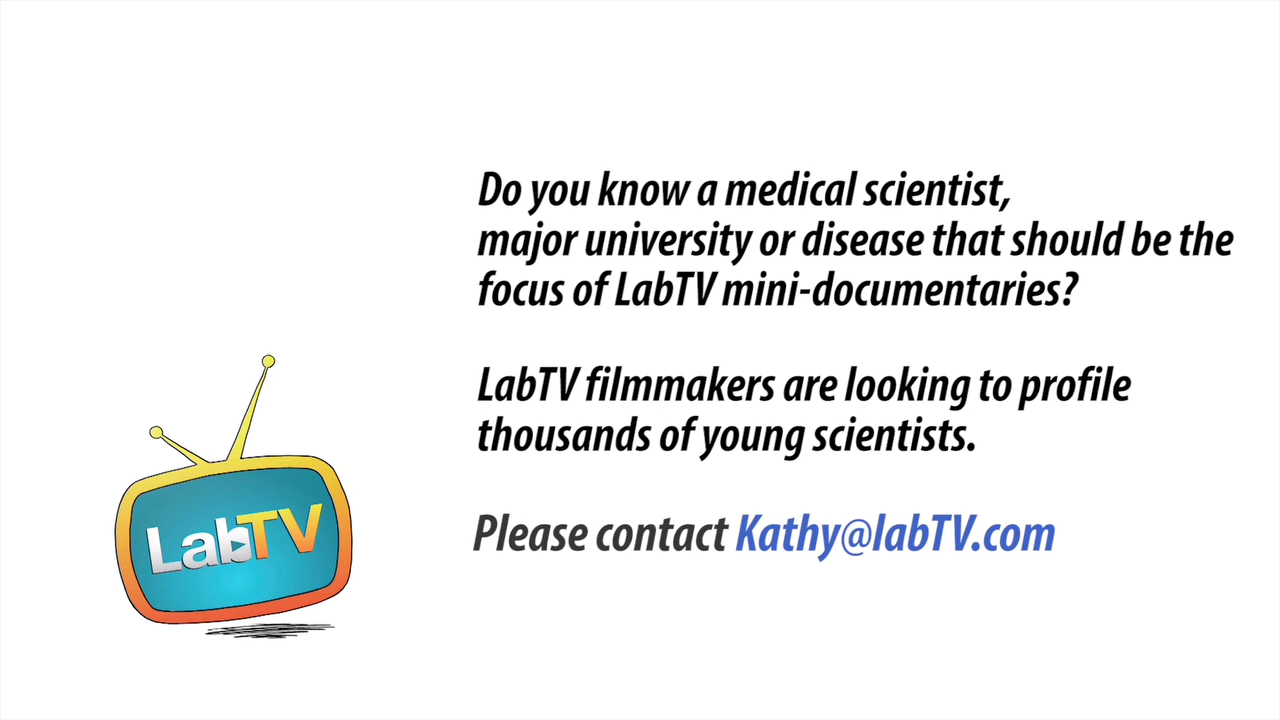 Do you know a medical scientist,
major university or disease that should be the
focus of LabTV mini-documentaries?
LabTV filmmakers are looking to profile
thousands of young scientists.
Please contact Kathy@labTV.com
LabTV